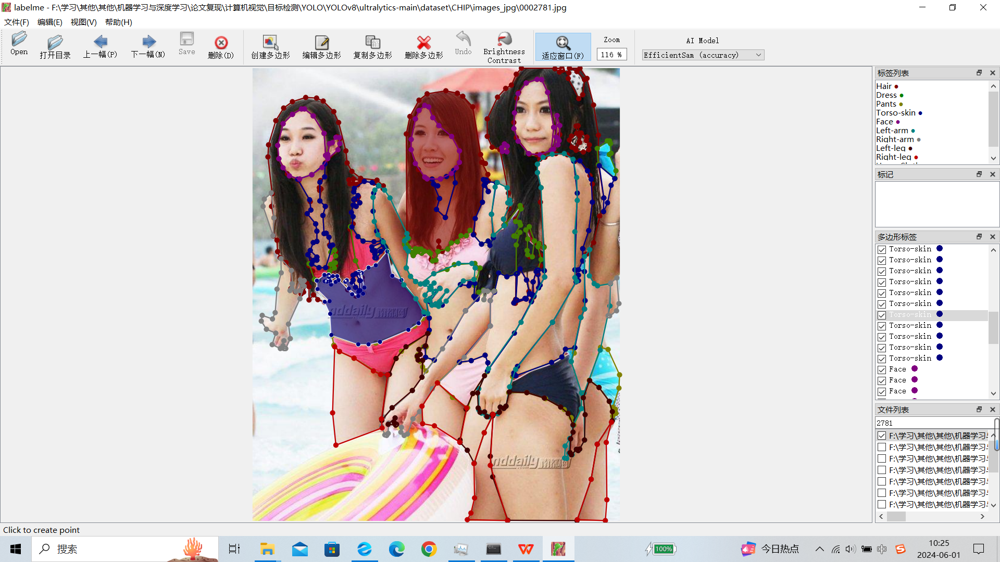 labelme - F:\学习\其他\其他\机器学习与深度学习\论文复现\计算机视觉\目标检测\YOLO\YOLOv8\ultralytics-main\dataset\CHIP\images_jpg\0002781.jpg
文件(F) 编辑(E) 视图(V) 帮助(H)
Open
打开目录
上一幅(P)
下一幅(N)
Save
删除(D)
创建多边形
编辑多边形
复制多边形
删除多边形
Undo
Brightness
Contrast
适应窗口(F)
Zoom
116 %
AI Model
EfficientSam (accuracy)
标签列表
Hair
Dress
Pants
Torso-skin
Face
Left-arm
Right-arm
Left-leg
Right-leg
标记
多边形标签
Torso-skin
Torso-skin
Torso-skin
Torso-skin
Torso-skin
Torso-skin
Torso-skin
Torso-skin
Torso-skin
Torso-skin
Torso-skin
Face
Face
Face
文件列表
2781
F:\学习\其他\其他\机器学习与
F:\学习\其他\其他\机器学习与
F:\学习\其他\其他\机器学习与
F:\学习\其他\其他\机器学习与
F:\学习\其他\其他\机器学习与
F:\学习\其他\其他\机器学习与
F:\学习\其他\其他\机器学习与
nddaily 南都网
nddaily 南都网
.com
Click to create point
搜索
100%
今日热点
中
10:25
2024-06-01